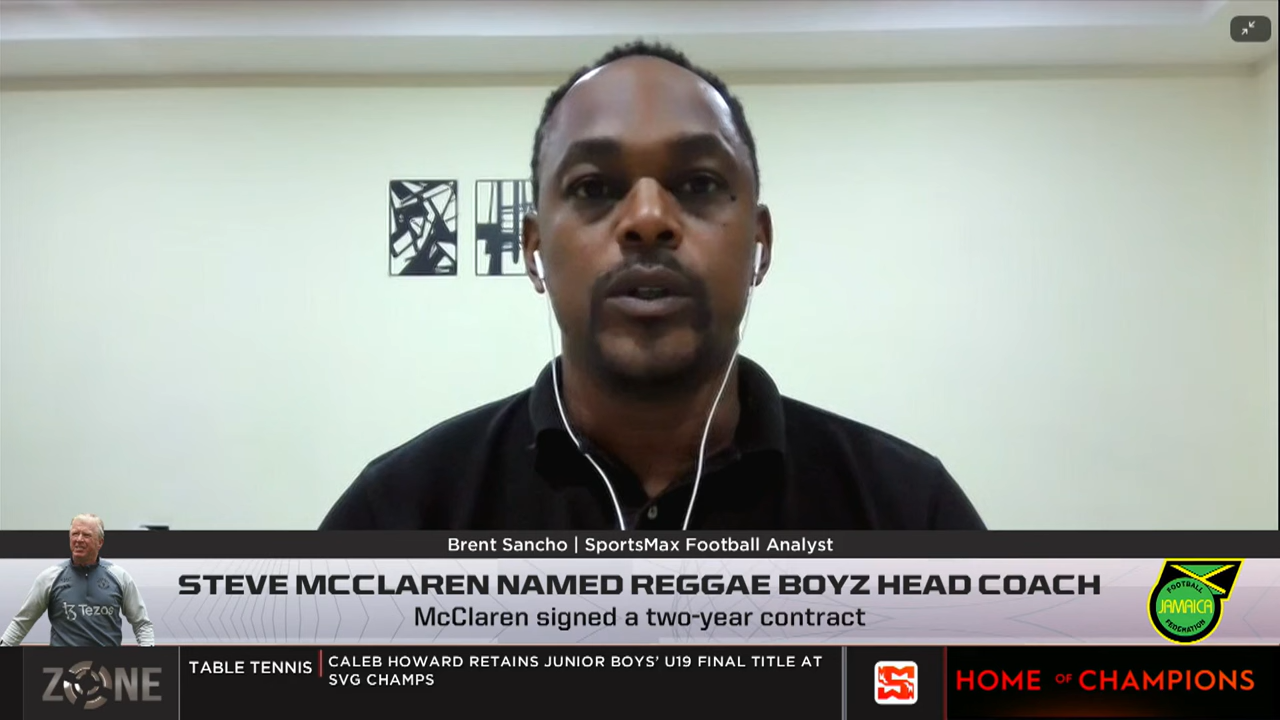 Brent Sancho | SportsMax Football Analyst
STEVE MCCLAREN NAMED REGGAE BOYZ HEAD COACH
McClaren signed a two-year contract
TEZOS
FOOTBALL
JAMAICA
FEDERATION
ZONE
TABLE TENNIS
CALEB HOWARD RETAINS JUNIOR BOYS' U19 FINAL TITLE AT
SVG CHAMPS
HOME OF CHAMPIONS